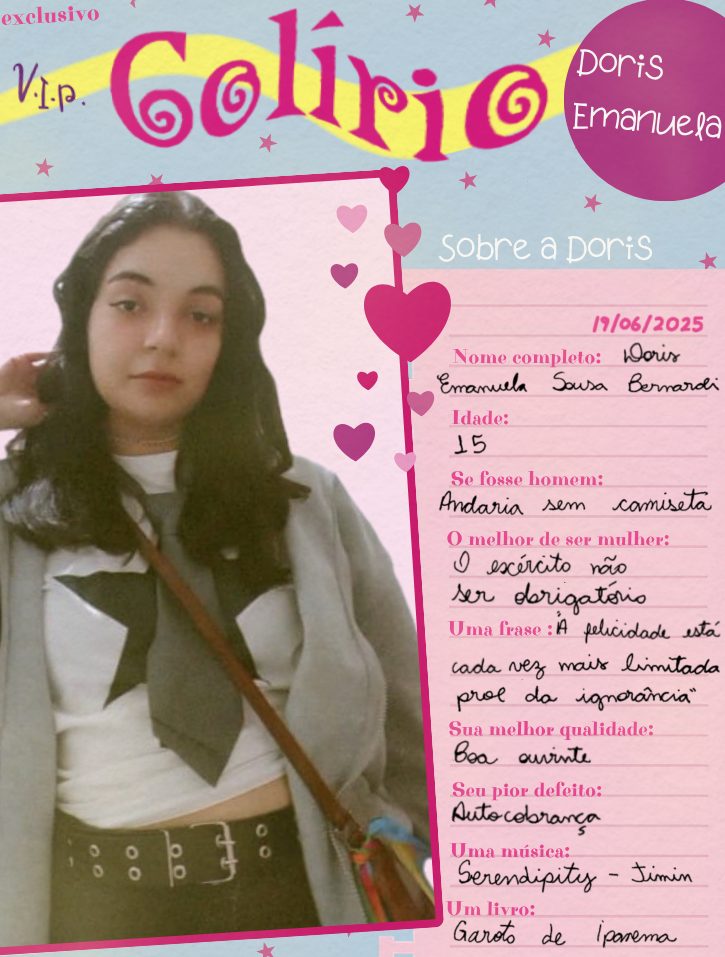 exclusivo
V.I.p. Colírio
Doris
Emanuela
Sobre a Doris
19/06/2025
Nome completo: Doris
Emanuela Sousa Bernardi
Idade:
15
Se fosse homem:
Andaria sem camiseta
O melhor de ser mulher:
O exército não
ser obrigatório
Uma frase: "A felicidade está
cada vez mais limitada
prol da ignorância"
Sua melhor qualidade:
Boa ouvinte
Seu pior defeito:
Autocobrança
Uma música:
Serendipity - Jimin
Um livro:
Garoto de Ipanema